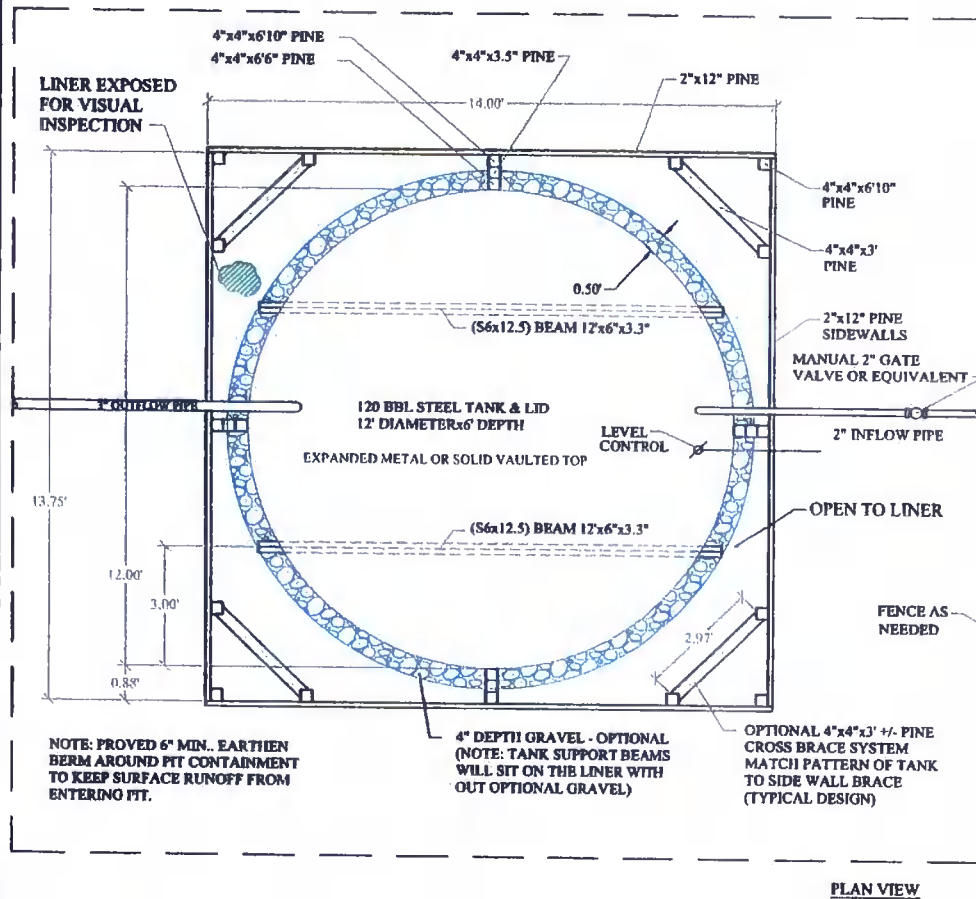 4"x4"x6'10" PINE
4"x4"x6'6" PINE
4"x4"x3.5" PINE
2"x12" PINE
LINER EXPOSED
FOR VISUAL
INSPECTION
14.00'
4"x4"x6'10"
PINE
4"x4"x3'
PINE
0.50'
(S6x12.5) BEAM 12'x6"x3.3"
2"x12" PINE
SIDEWALLS
MANUAL 2" GATE
VALVE OR EQUIVALENT
3" OUTFLOW PIPE
120 BBL STEEL TANK & LID
12' DIAMETERx6' DEPTH
EXPANDED METAL OR SOLID VAULTED TOP
LEVEL
CONTROL
2" INFLOW PIPE
13.75'
OPEN TO LINER
(S6x12.5) BEAM 12'x6"x3.3"
12.00'
3.00'
2.97'
FENCE AS
NEEDED
0.88'
NOTE: PROVED 6" MIN.. EARTHEN
BERM AROUND PIT CONTAINMENT
TO KEEP SURFACE RUNOFF FROM
ENTERING PIT.
4" DEPTH GRAVEL - OPTIONAL
(NOTE: TANK SUPPORT BEAMS
WILL SIT ON THE LINER WITH
OUT OPTIONAL GRAVEL)
OPTIONAL 4"x4"x3' +/- PINE
CROSS BRACE SYSTEM
MATCH PATTERN OF TANK
TO SIDE WALL BRACE
(TYPICAL DESIGN)
PLAN VIEW